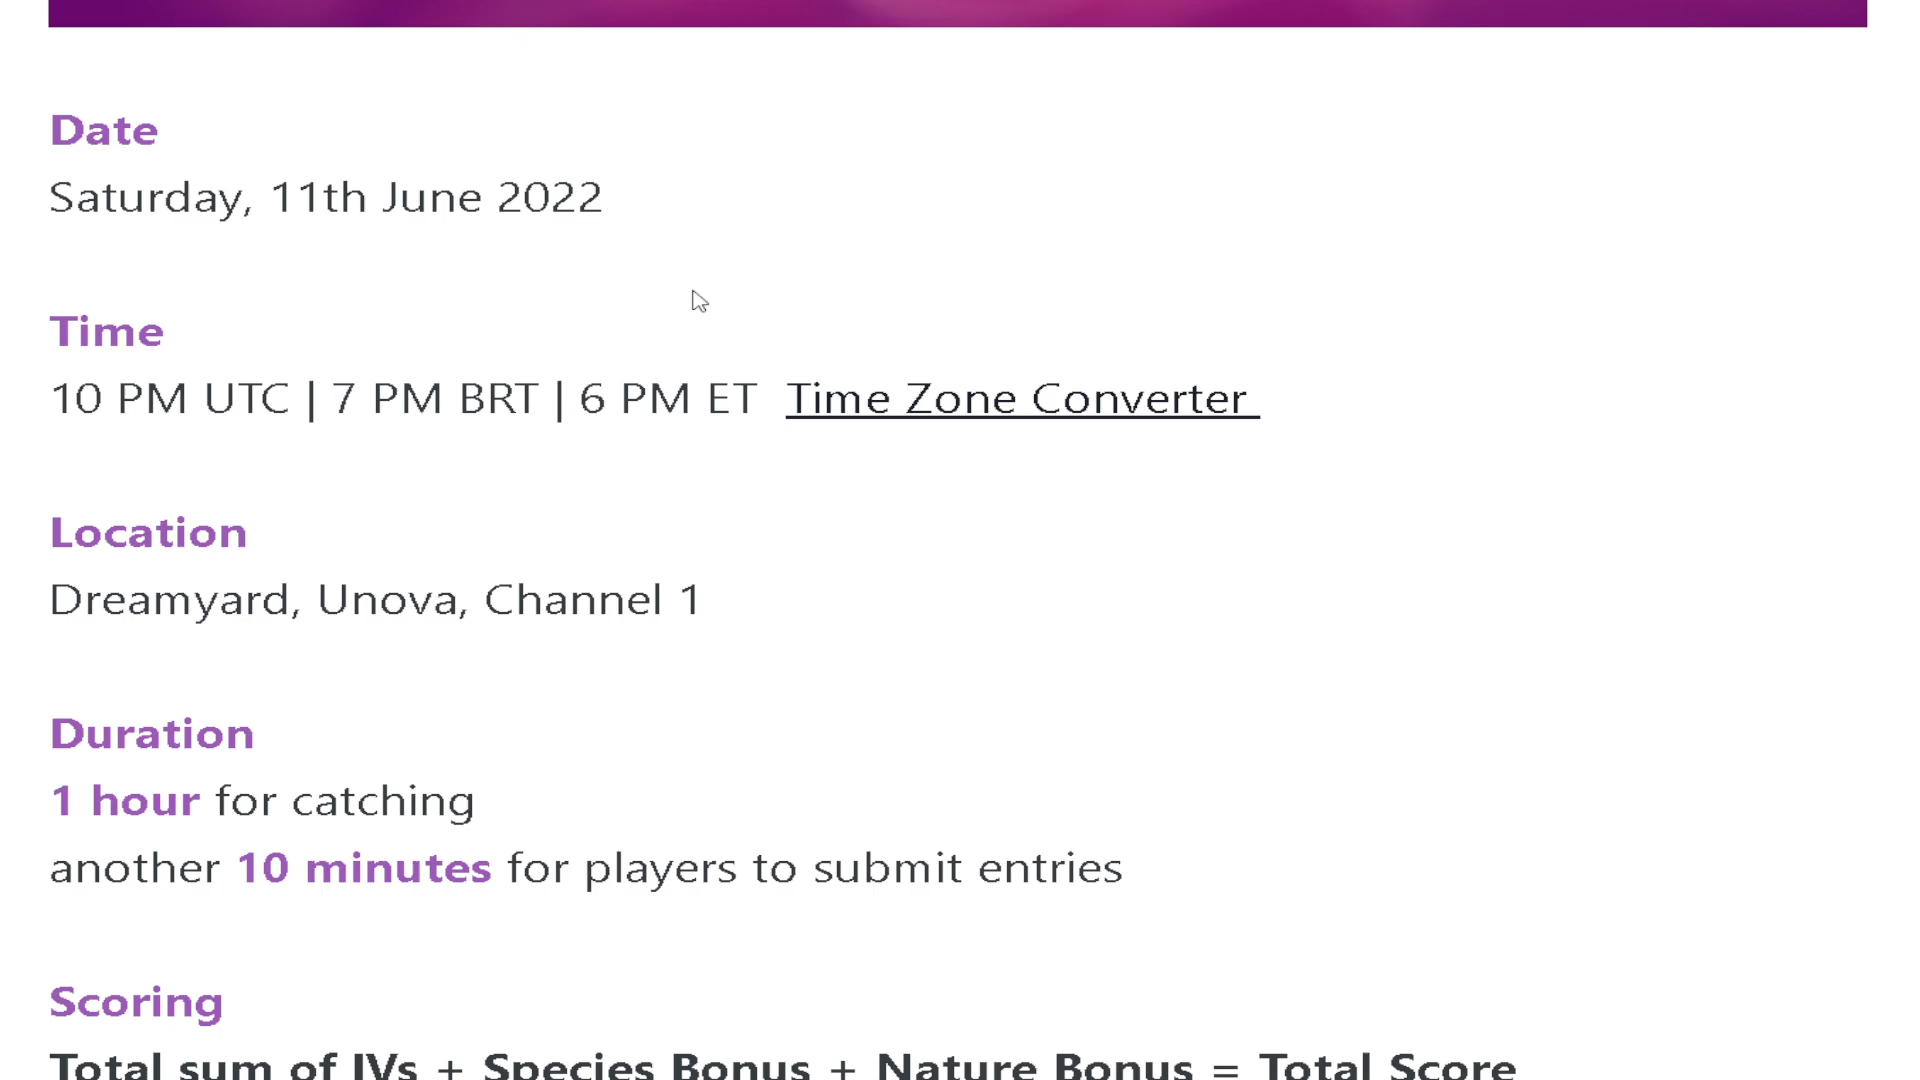 Date
Saturday, 11th June 2022
Time
10 PM UTC | 7 PM BRT | 6 PM ET Time Zone Converter
Location
Dreamyard, Unova, Channel 1
Duration
1 hour for catching
another 10 minutes for players to submit entries
Scoring
Total sum of IVs + Species Bonus + Nature Bonus = Total Score